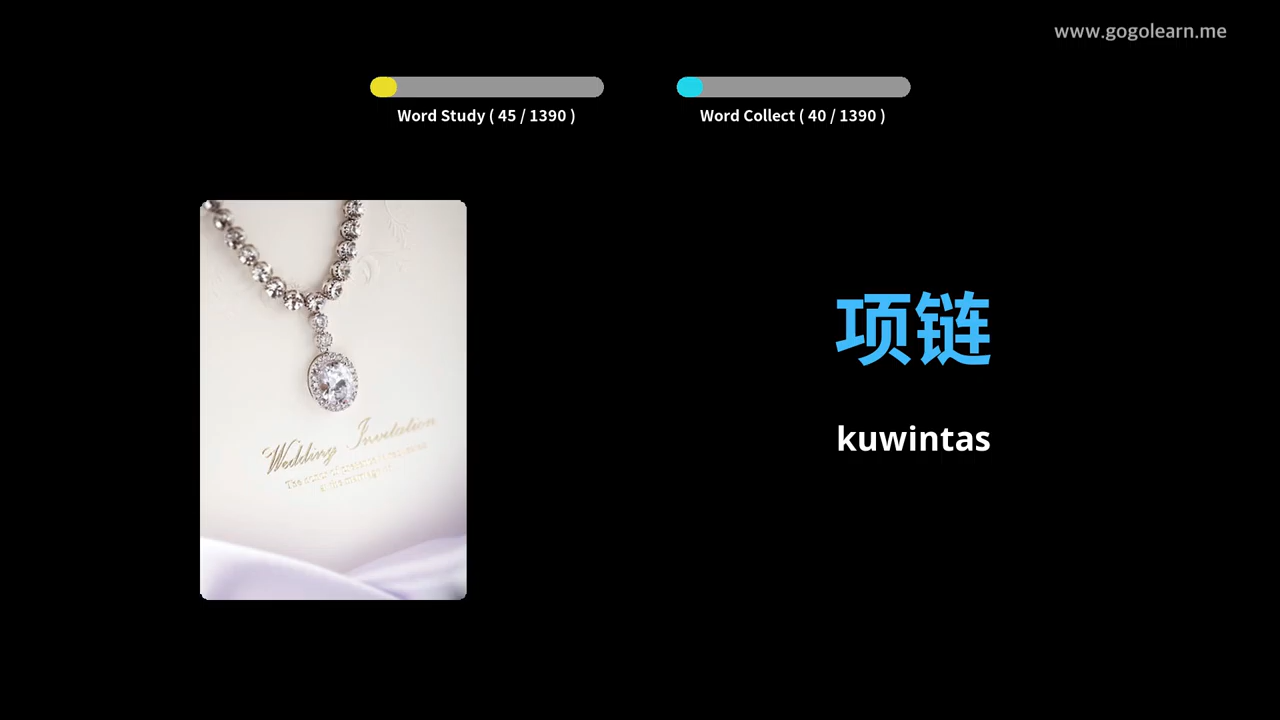 www.gogolearn.me
Word Study ( 45 / 1390 )
Word Collect ( 40 / 1390 )
项链
kuwintas
Wedding Invitation